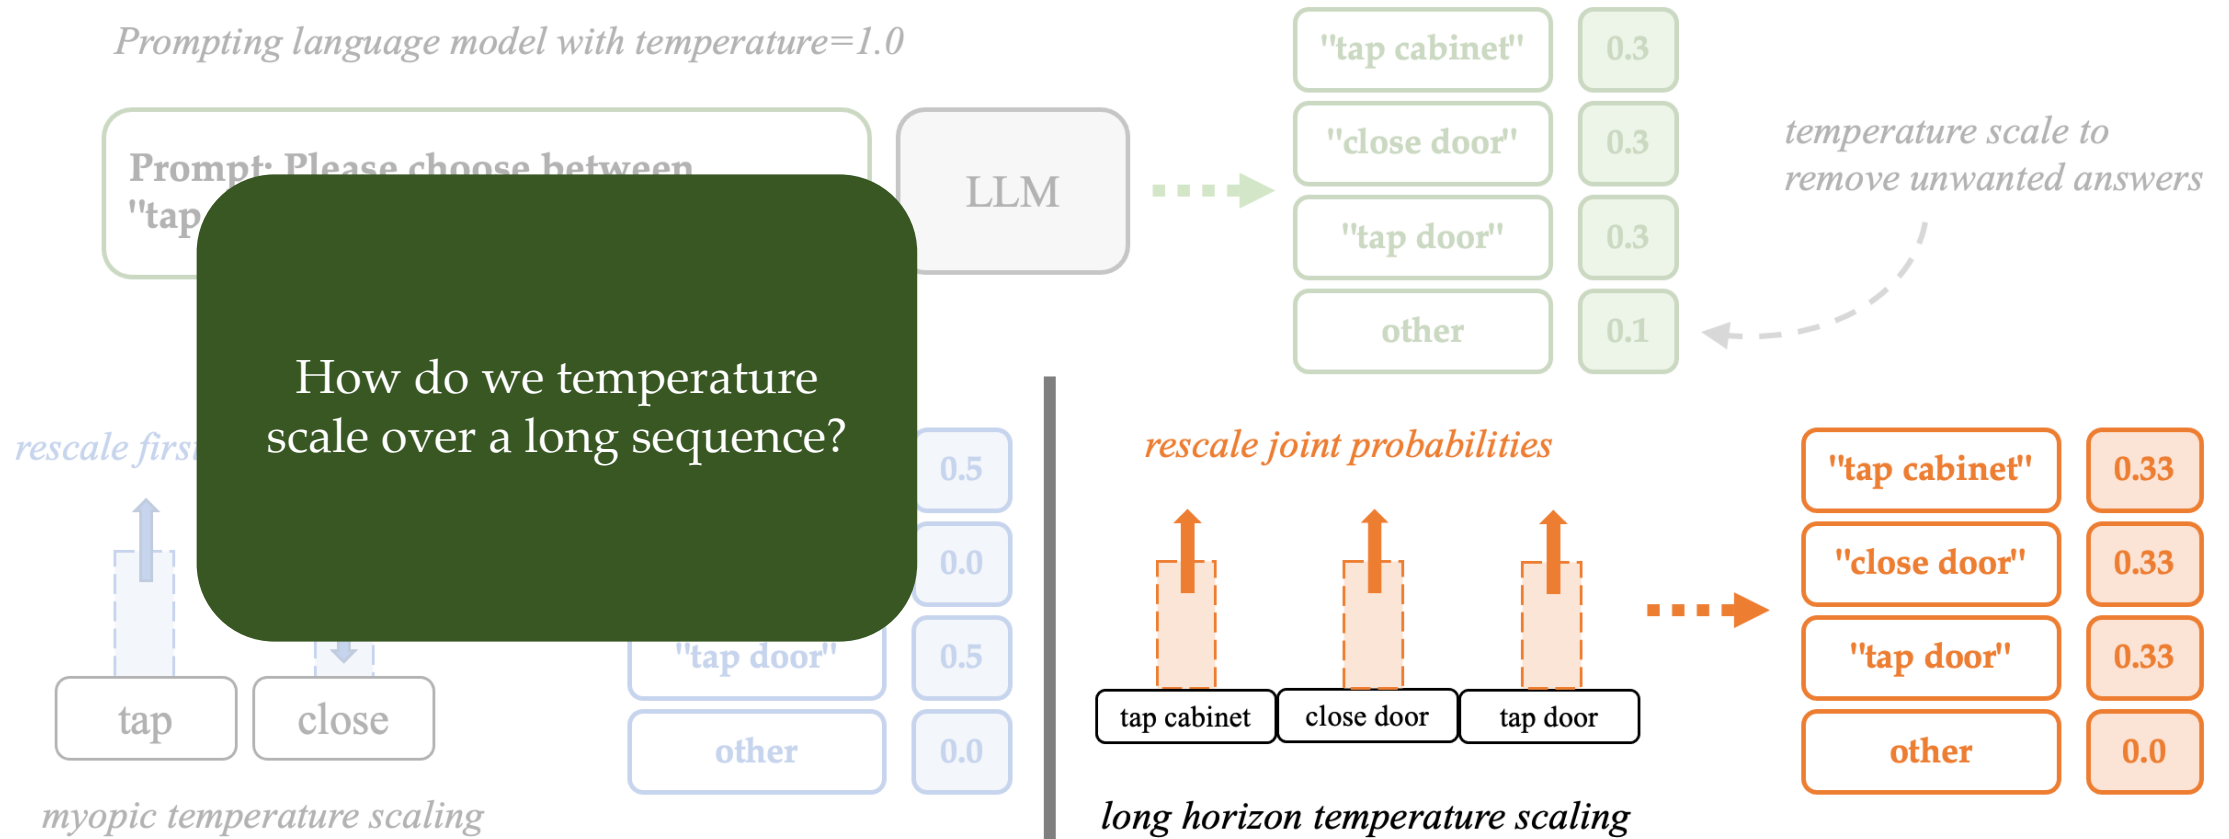 Prompting language model with temperature=1.0
Prompt: Please choose between
"tap
LLM
"tap cabinet" 0.3
"close door" 0.3
"tap door" 0.3
other 0.1
temperature scale to
remove unwanted answers
How do we temperature
scale over a long sequence?
rescale first
0.5
0.0
"tap door" 0.5
other 0.0
tap close
myopic temperature scaling
rescale joint probabilities
tap cabinet close door tap door
long horizon temperature scaling
"tap cabinet" 0.33
"close door" 0.33
"tap door" 0.33
other 0.0